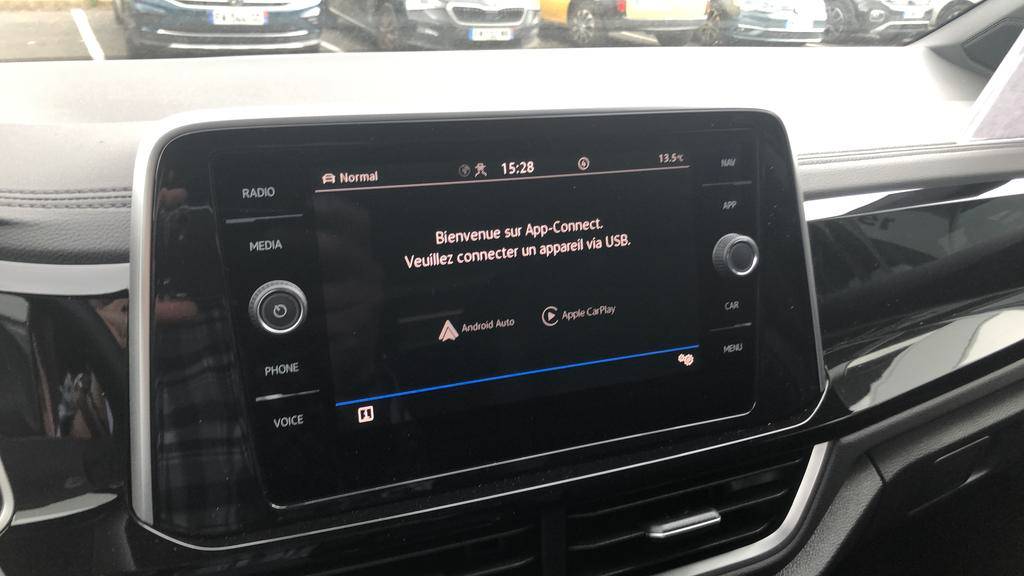 RADIO
MEDIA
PHONE
VOICE
Normal
15:28
13.5°C
Bienvenue sur App-Connect.
Veuillez connecter un appareil via USB.
Android Auto
Apple CarPlay
NAV
APP
CAR
MENU